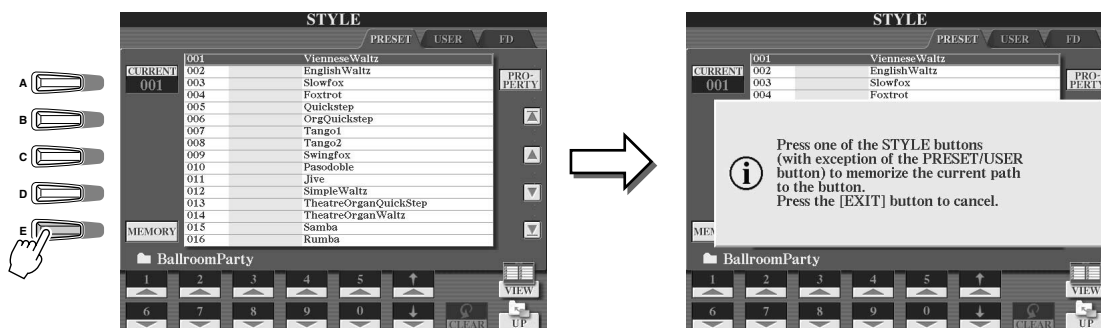 STYLE
PRESET USER FD
CURRENT
001
001 VienneseWaltz
002 EnglishWaltz
003 Slowfox
004 Foxtrot
005 Quickstep
006 OrgQuickstep
007 Tango1
008 Tango2
009 Swingfox
010 Pasodoble
011 Jive
012 SimpleWaltz
013 TheatreOrganQuickStep
014 TheatreOrganWaltz
015 Samba
016 Rumba
PRO-
PERTY
MEMORY
BallroomParty
1 2 3 4 5
VIEW
6 7 8 9 0
CLEAR
UP
A
B
C
D
E
STYLE
PRESET USER FD
CURRENT
001
001 VienneseWaltz
002 EnglishWaltz
003 Slowfox
004 Foxtrot
PRO-
PERTY
i
Press one of the STYLE buttons
(with exception of the PRESET/USER
button) to memorize the current path
to the button.
Press the [EXIT] button to cancel.
MEM
BallroomParty
1 2 3 4 5
VIEW
6 7 8 9 0
CLEAR
UP